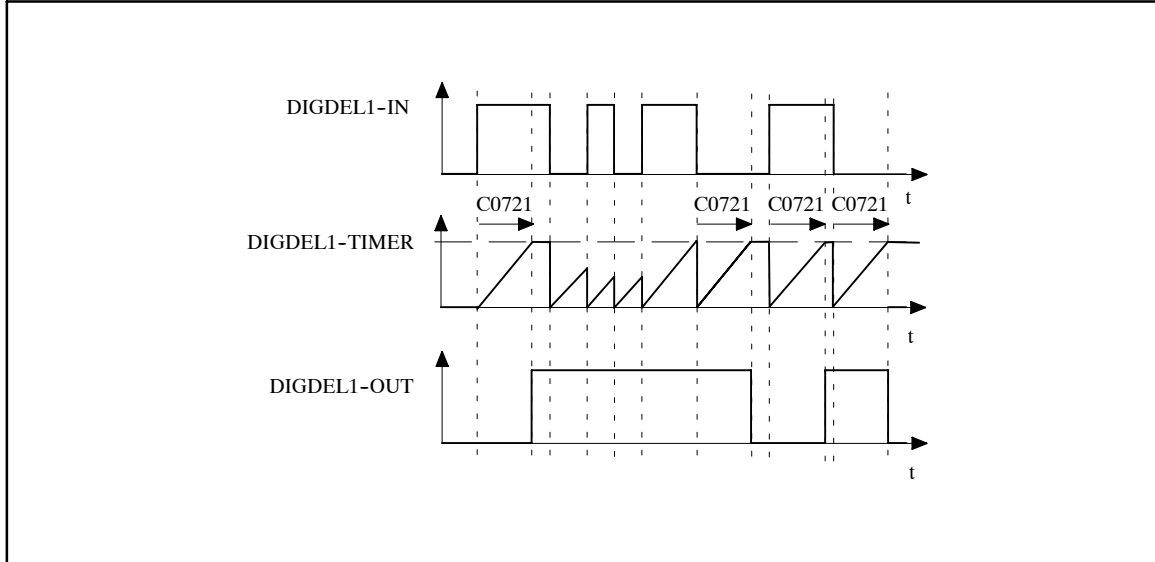 DIGDEL1-IN
t
C0721
C0721 C0721 C0721
DIGDEL1-TIMER
t
DIGDEL1-OUT
t